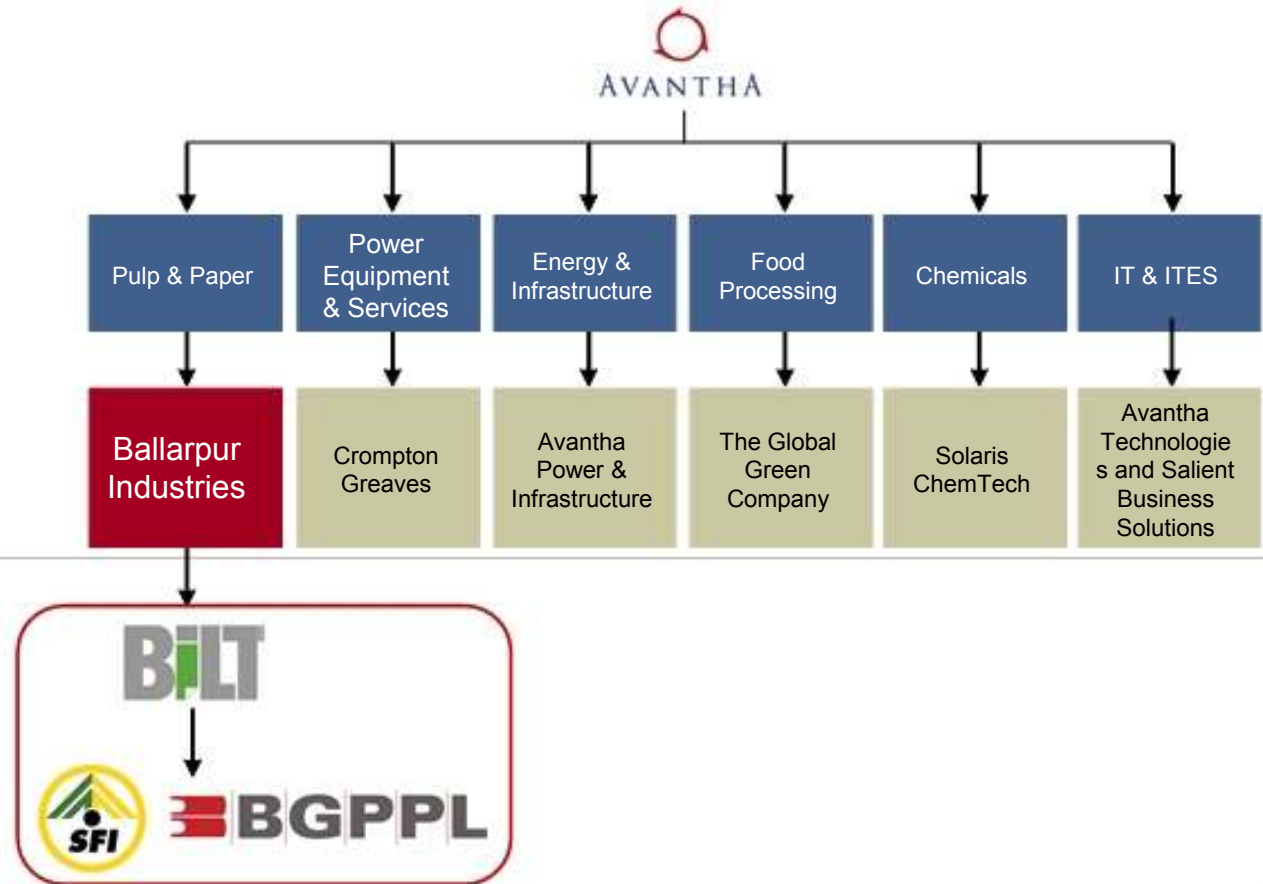 AVANTHA
Pulp & Paper
Power
Equipment
& Services
Energy &
Infrastructure
Food
Processing
Chemicals
IT & ITES
Ballarpur
Industries
Crompton
Greaves
Avantha
Power &
Infrastructure
The Global
Green
Company
Solaris
ChemTech
Avantha
Technologie
s and Salient
Business
Solutions
BILT
SFI
BGPPL